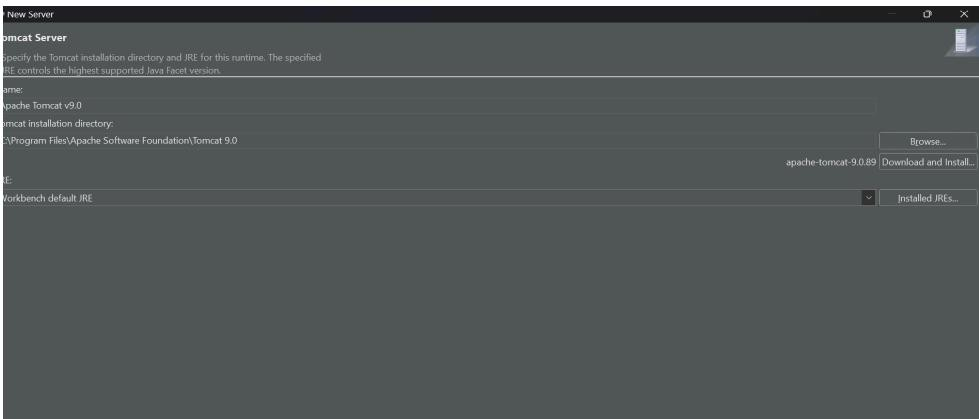 New Server
omcat Server
Specify the Tomcat installation directory and JRE for this runtime. The specified
JRE controls the highest supported Java Facet version.
ame:
Apache Tomcat v9.0
omcat installation directory:
C:\Program Files\Apache Software Foundation\Tomcat 9.0
Browse...
apache-tomcat-9.0.89 Download and Install...
RE:
Workbench default JRE
Installed JREs...